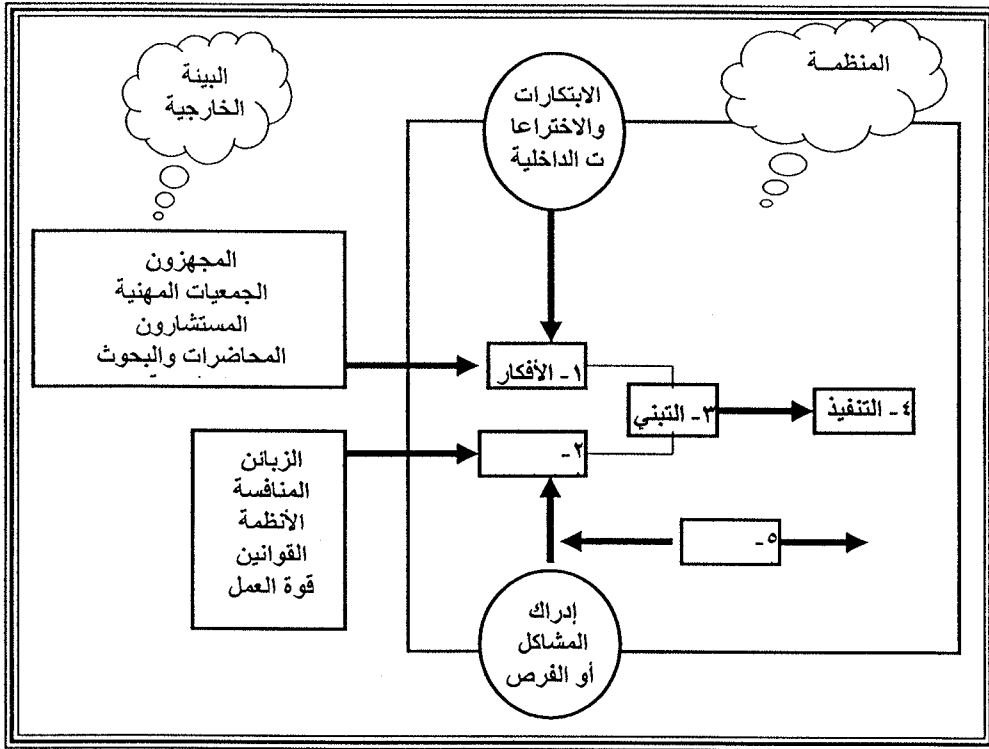 البيئة
الخارجية
المنظمــة
الابتكارات
والاختراعا
ت الداخلية
المجهزون
الجمعيات المهنية
المستشارون
المحاضرات والبحوث
١- الأفكار
٣- التبني
٤- التنفيذ
٢-
الزبائن
المنافسة
الأنظمة
القوانين
قوة العمل
٥-
إدراك
المشاكل
أو الفرص